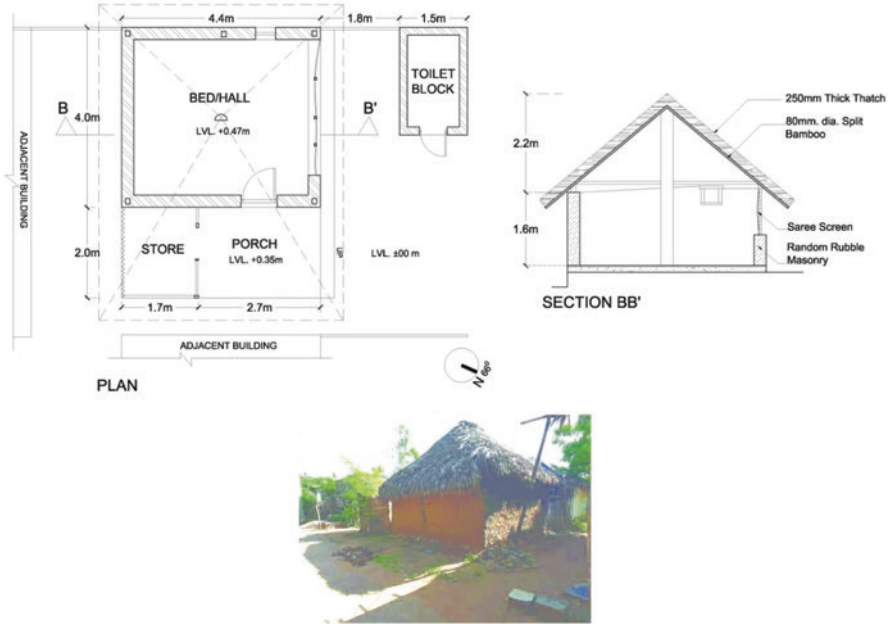 4.4m
1.8m
1.5m
BED/HALL
LVL. +0.47m
TOILET
BLOCK
B
4.0m
B'
ADJACENT BUILDING
2.0m
STORE
PORCH
LVL. +0.35m
UP
LVL. ±00 m
1.7m
2.7m
ADJACENT BUILDING
N 66º
PLAN
250mm Thick Thatch
80mm. dia. Split
Bamboo
2.2m
1.6m
Saree Screen
Random Rubble
Masonry
SECTION BB'